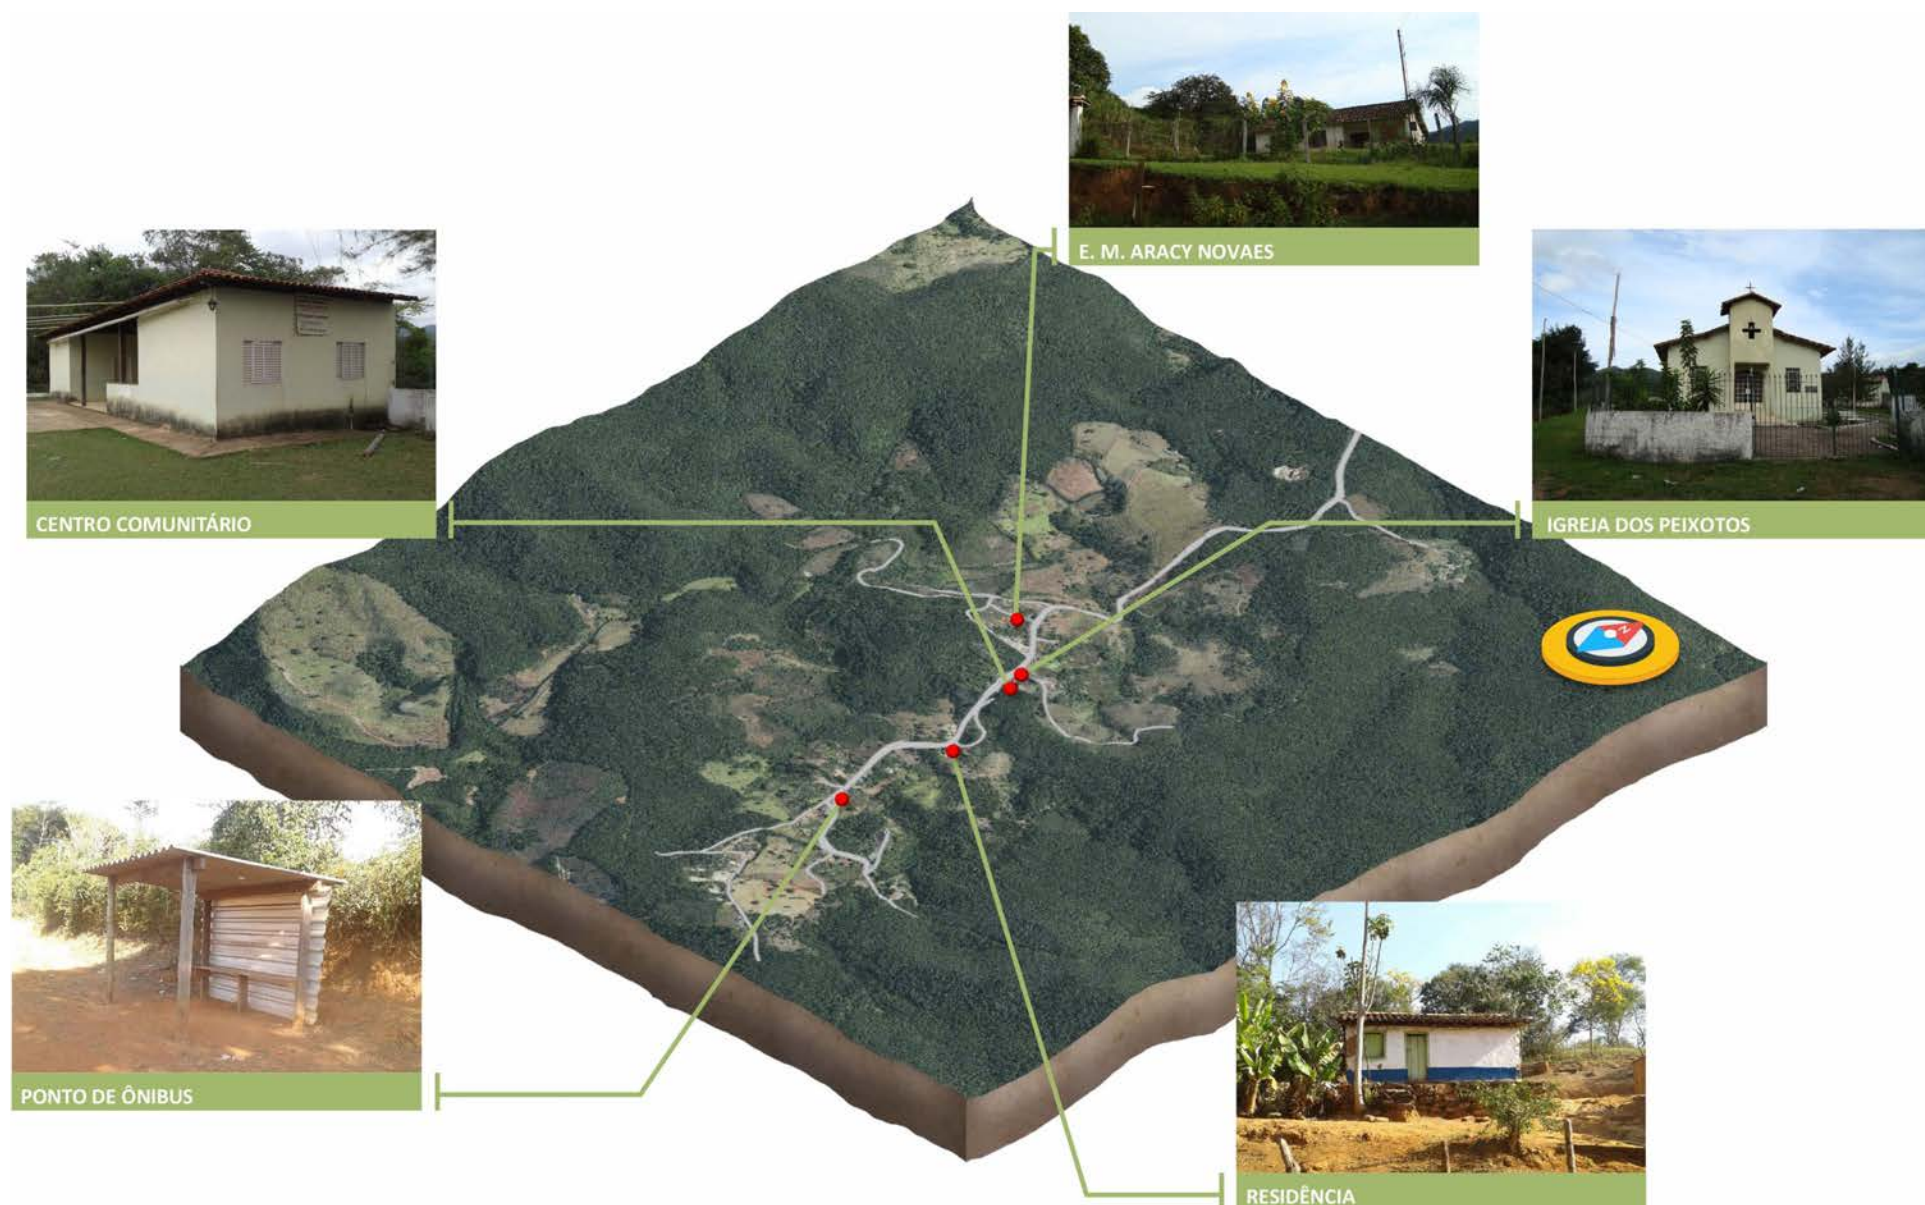 E. M. ARACY NOVAES
CENTRO COMUNITÁRIO
IGREJA DOS PEIXOTOS
N
PONTO DE ÔNIBUS
RESIDÊNCIA